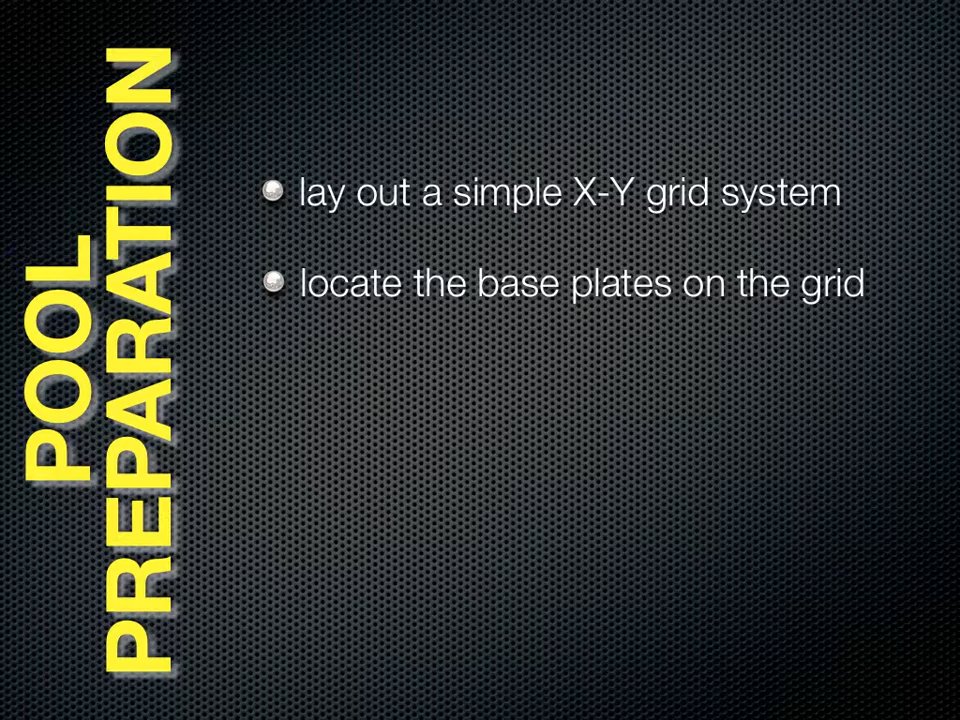 POOL
PREPARATION
lay out a simple X-Y grid system
locate the base plates on the grid